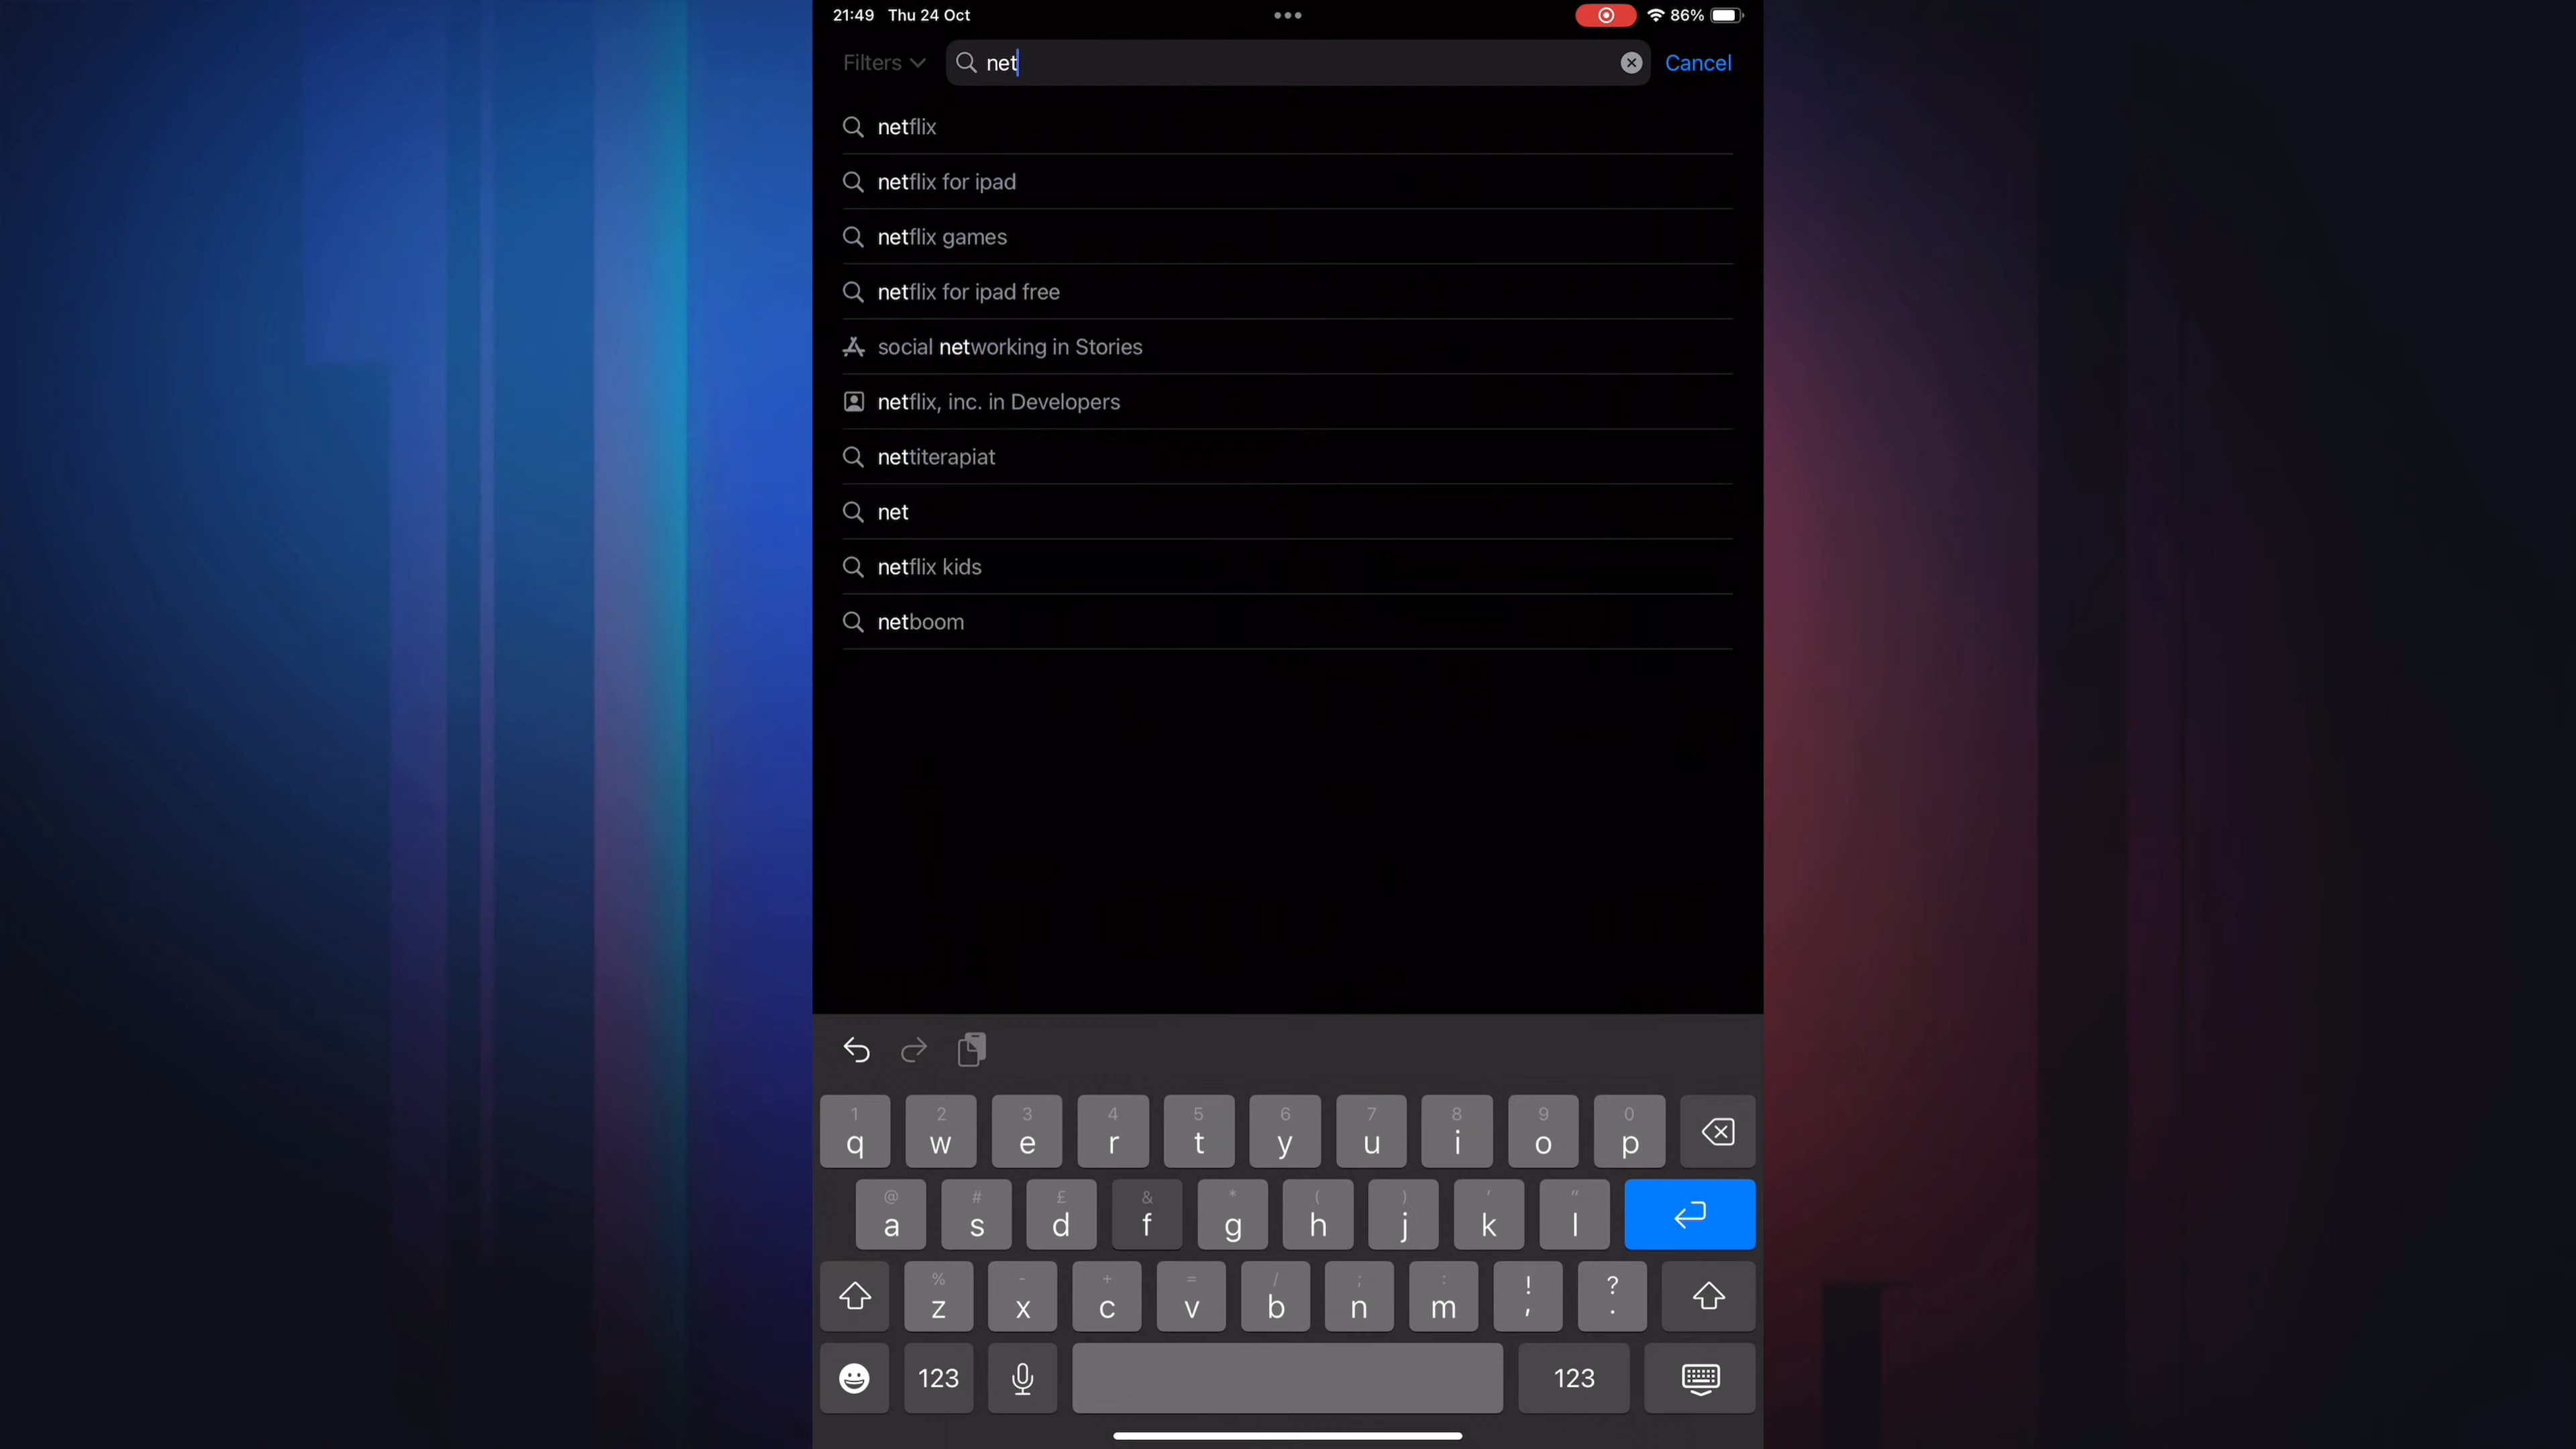 21:49 Thu 24 Oct 86%
Filters net Cancel
netflix
netflix for ipad
netflix games
netflix for ipad free
social networking in Stories
netflix, inc. in Developers
nettiterapiat
net
netflix kids
netboom
1 2 3 4 5 6 7 8 9 0
q w e r t y u i o p
@ # £ & * ( ) ' "
a s d f g h j k l
% - + = / ; : ! ?
z x c v b n m , .
123 123